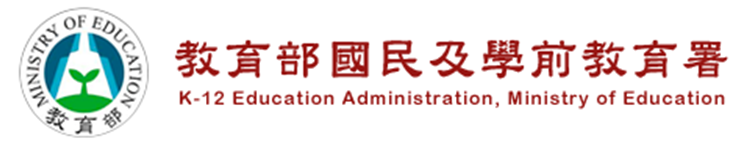 MINISTRY OF EDUCATION
教育部
教育部國民及學前教育署
K-12 Education Administration, Ministry of Education